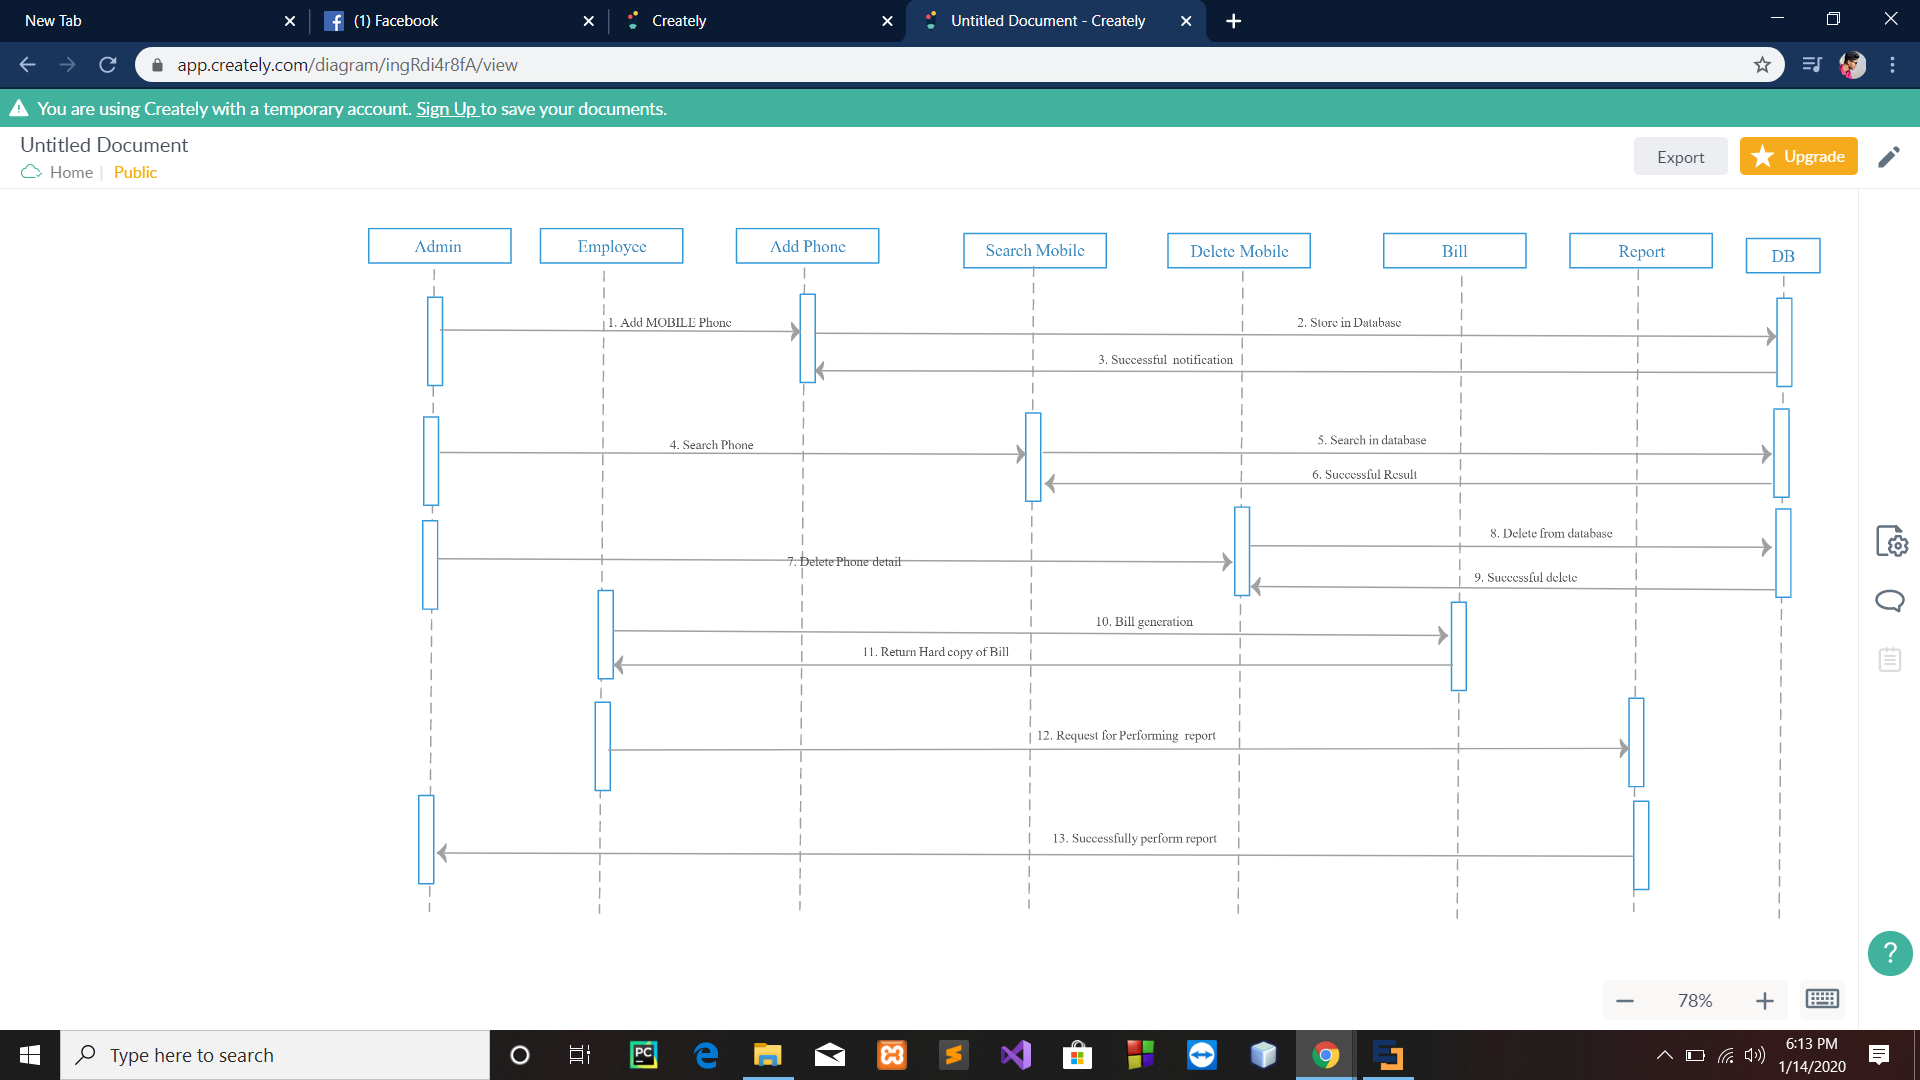 New Tab
(1) Facebook
Creately
Untitled Document - Creately
app.creately.com/diagram/ingRdi4r8fA/view
You are using Creately with a temporary account. Sign Up to save your documents.
Untitled Document
Home | Public
Export
Upgrade
Admin
Employee
Add Phone
Search Mobile
Delete Mobile
Bill
Report
DB
1. Add MOBILE Phone
2. Store in Database
3. Successful notification
4. Search Phone
5. Search in database
6. Successful Result
7. Delete Phone detail
8. Delete from database
9. Successful delete
10. Bill generation
11. Return Hard copy of Bill
12. Request for Performing report
13. Successfully perform report
?
78%
Type here to search
PC
6:13 PM
1/14/2020